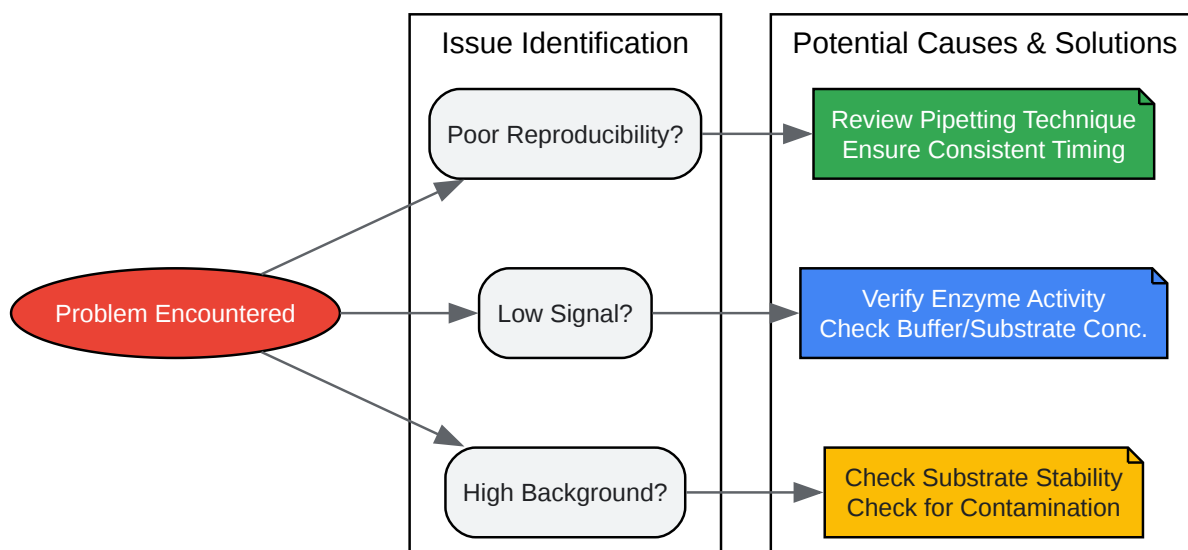 Issue Identification
Potential Causes & Solutions
Poor Reproducibility?
Review Pipetting Technique
Ensure Consistent Timing
Problem Encountered
Low Signal?
Verify Enzyme Activity
Check Buffer/Substrate Conc.
High Background?
Check Substrate Stability
Check for Contamination